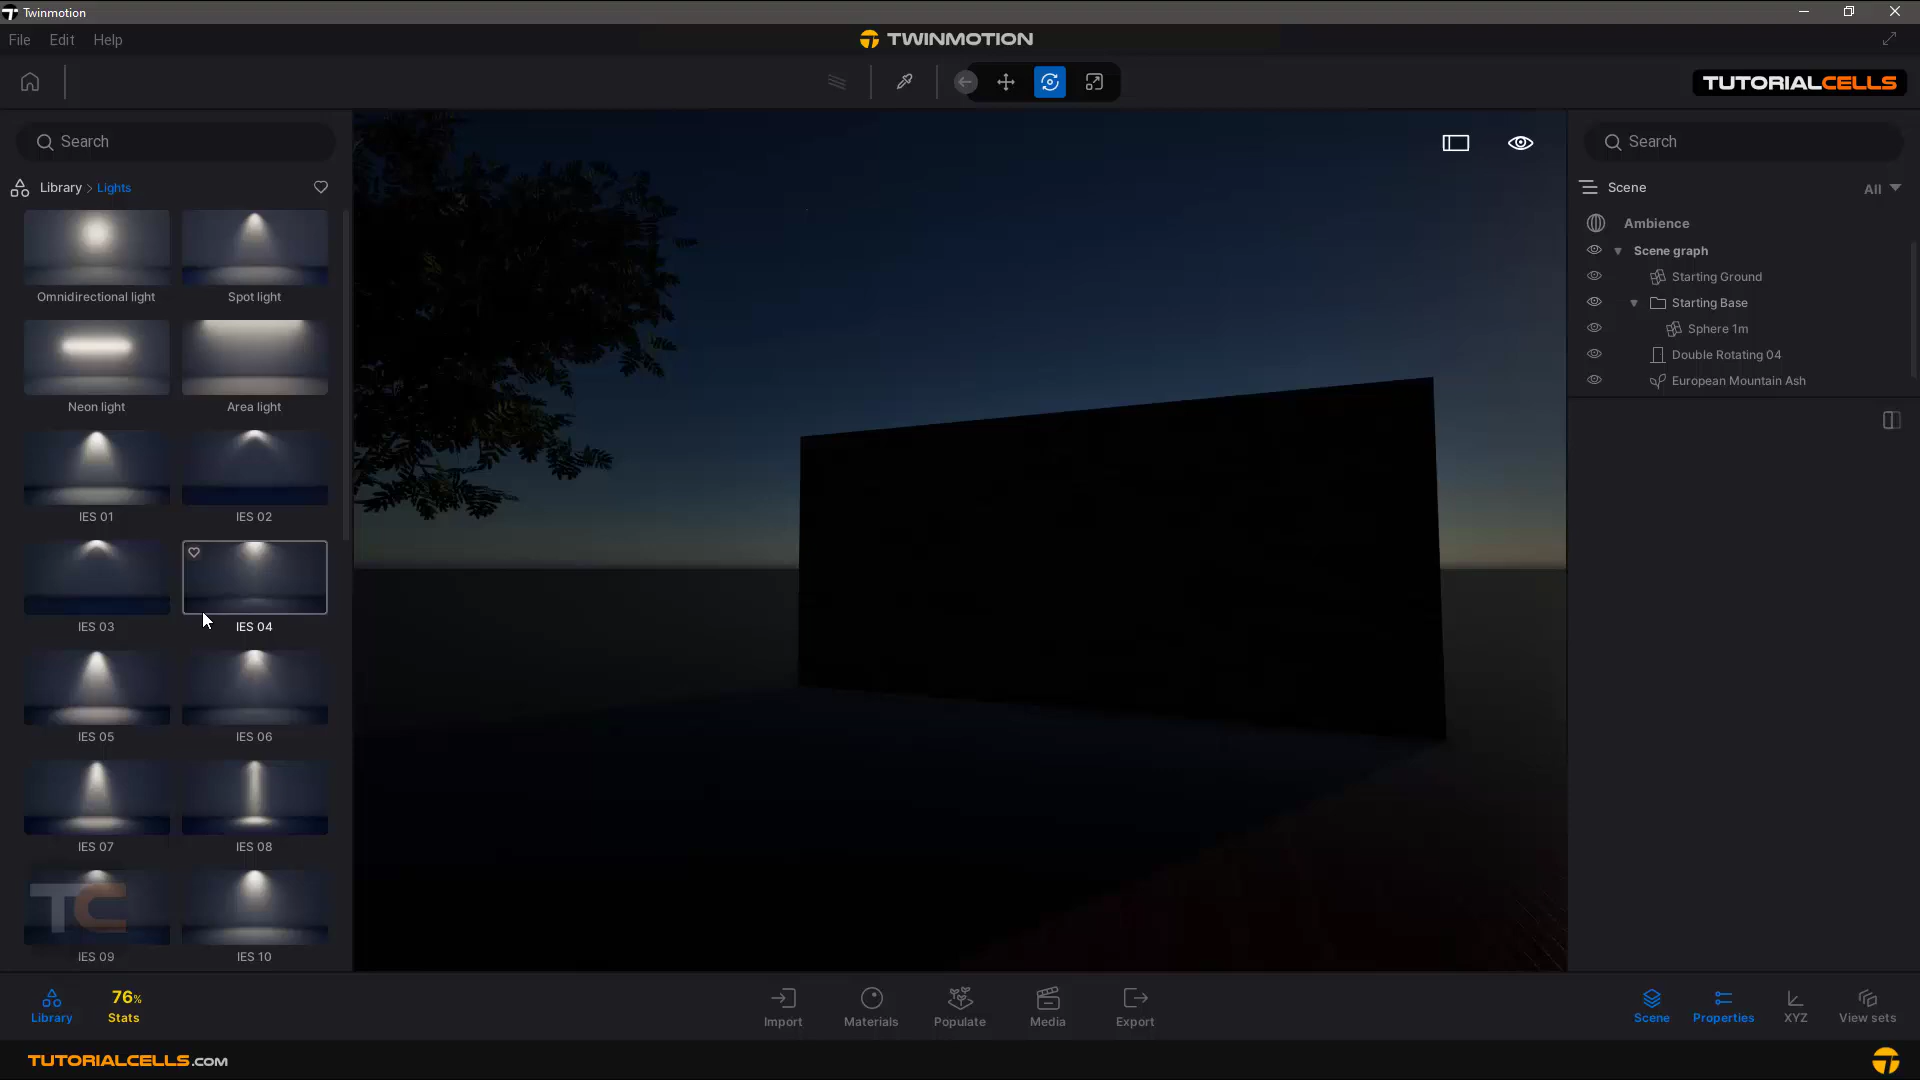 Twinmotion
File Edit Help
TWINMOTION
TUTORIALCELLS
Search
Library > Lights
Omnidirectional light
Spot light
Neon light
Area light
IES 01
IES 02
IES 03
IES 04
IES 05
IES 06
IES 07
IES 08
TC
IES 09
IES 10
Search
Scene
All
Ambience
Scene graph
Starting Ground
Starting Base
Sphere 1m
Double Rotating 04
European Mountain Ash
Library
76%
Stats
Import
Materials
Populate
Media
Export
Scene
Properties
XYZ
View sets
TUTORIALCELLS.COM